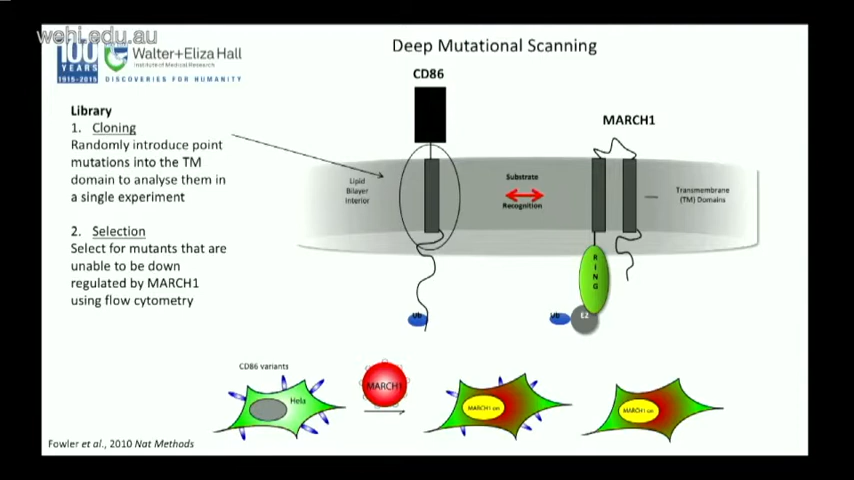 wehi.edu.au
100
YEARS
1915-2015
Walter+Eliza Hall
Institute of Medical Research
DISCOVERIES FOR HUMANITY
Deep Mutational Scanning
CD86
MARCH1
Library
1. Cloning
Randomly introduce point
mutations into the TM
domain to analyse them in
a single experiment
2. Selection
Select for mutants that are
unable to be down
regulated by MARCH1
using flow cytometry
Lipid
Bilayer
Interior
Substrate
Recognition
Transmembrane
(TM) Domains
R
I
N
G
Ub
Ub
E2
CD86 variants
Hela
MARCH1
MARCH1 on
MARCH1 on
Fowler et al., 2010 Nat Methods